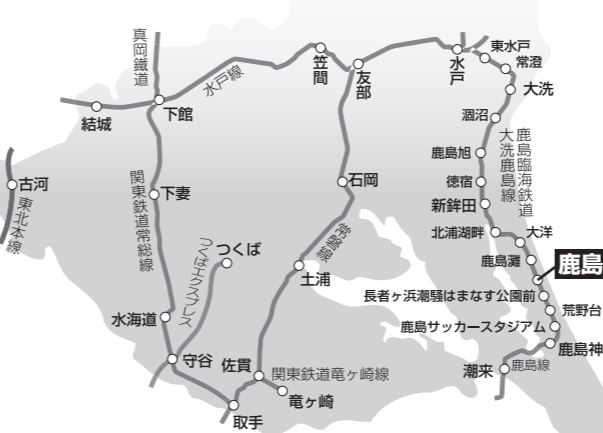 真岡鐵道
水戸線
笠間
友部
水戸
東水戸
常澄
大洗
結城
下館
涸沼
鹿島臨海鉄道
大洗鹿島線
鹿島旭
徳宿
新鉾田
古河
東北本線
関東鉄道常総線
下妻
石岡
常磐線
北浦湖畔
大洋
つくば
つくばエクスプレス
鹿島灘
鹿島
土浦
長者ヶ浜潮騒はまなす公園前
荒野台
水海道
鹿島サッカースタジアム
鹿島神
守谷
佐貫
関東鉄道竜ヶ崎線
竜ヶ崎
潮来
鹿島線
取手